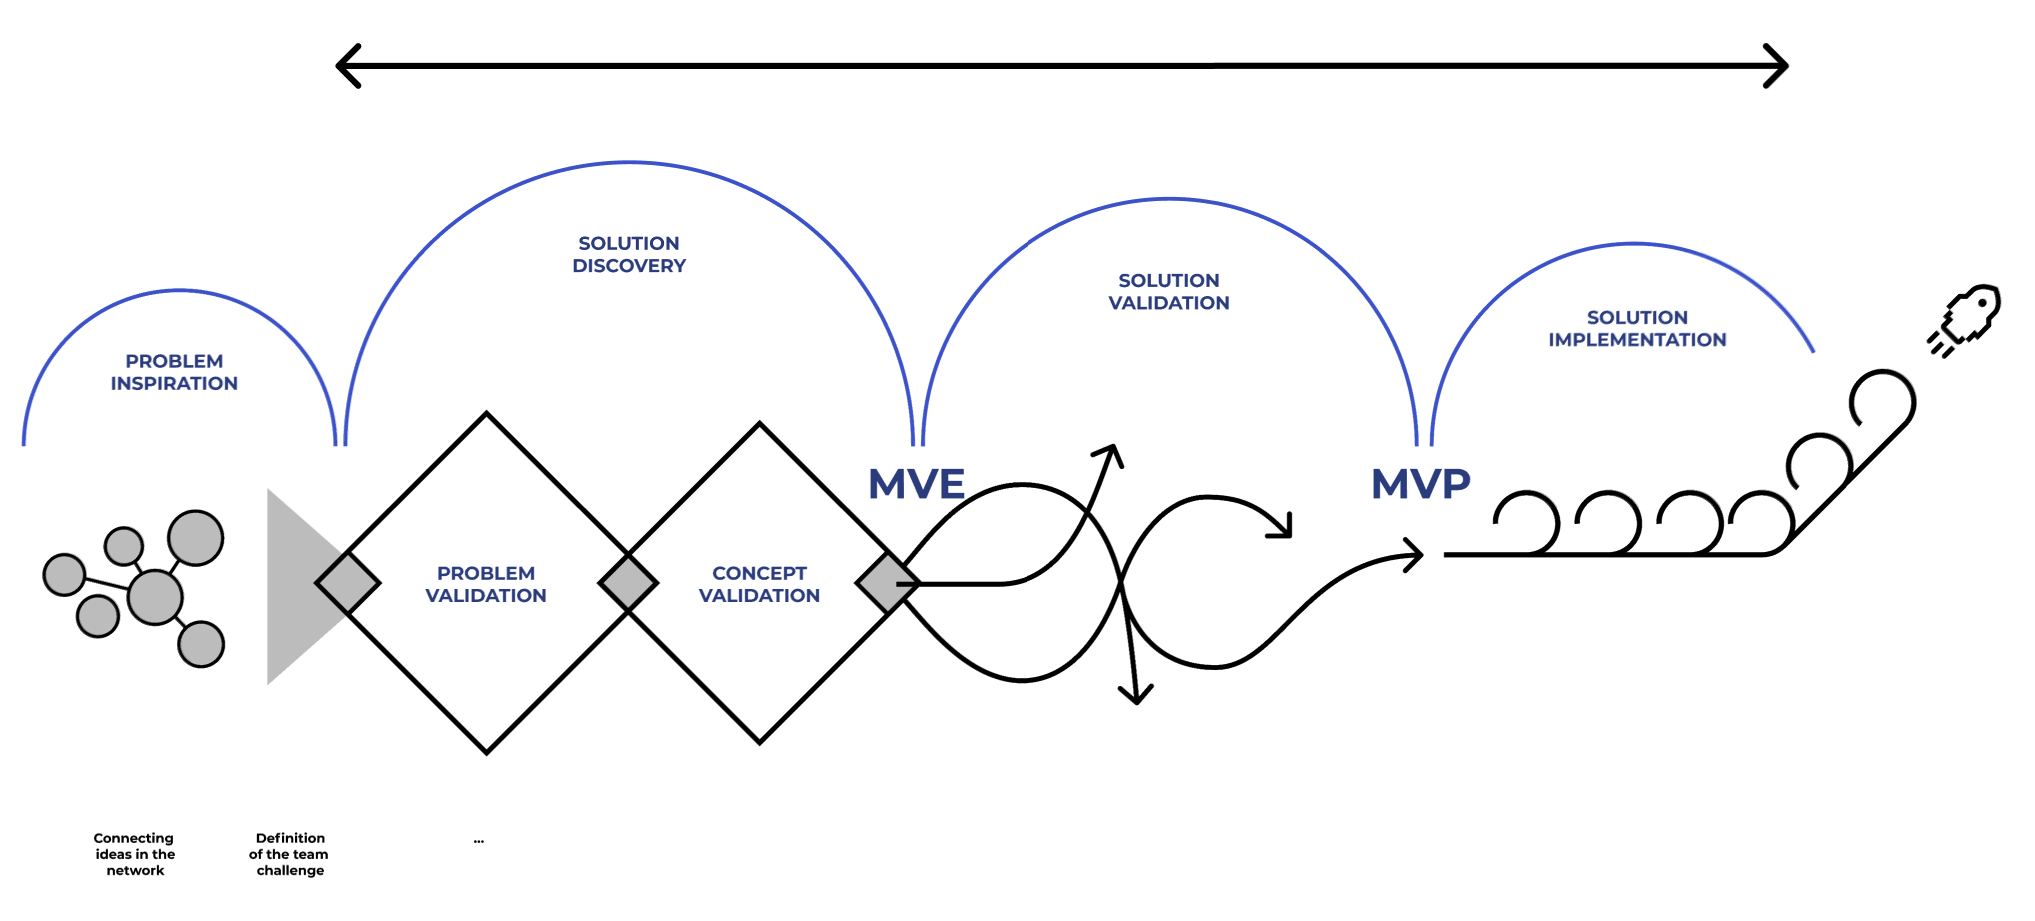 SOLUTION
DISCOVERY
SOLUTION
VALIDATION
SOLUTION
IMPLEMENTATION
PROBLEM
INSPIRATION
MVE
MVP
PROBLEM
VALIDATION
CONCEPT
VALIDATION
Connecting
ideas in the
network
Definition
of the team
challenge
...